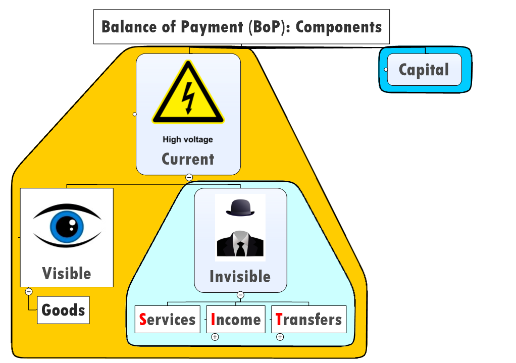 Balance of Payment (BoP): Components
Capital
High voltage
Current
Visible
Invisible
Goods
Services
Income
Transfers